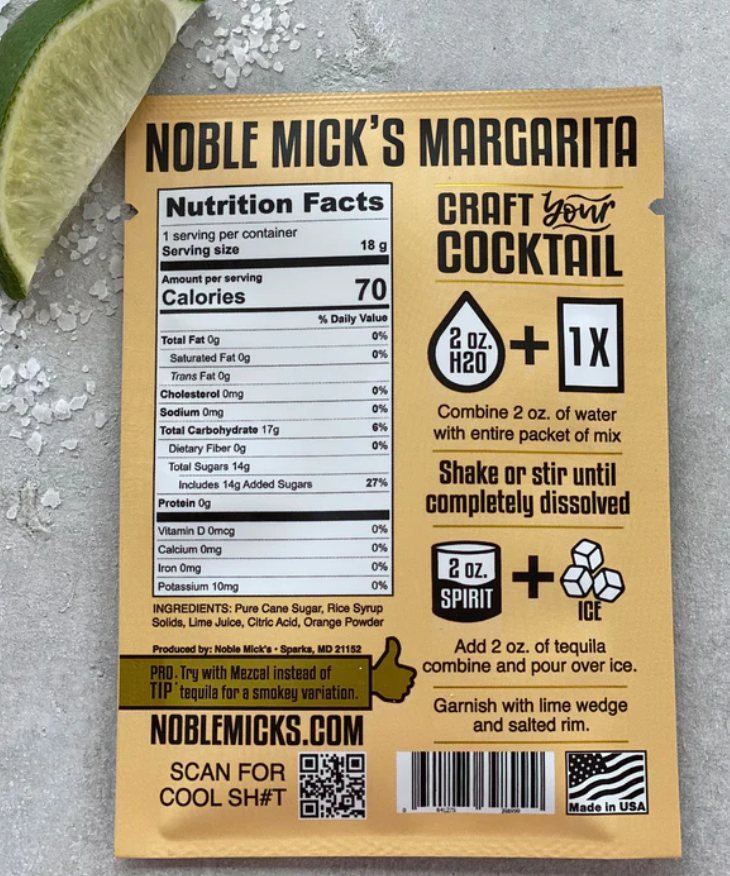 NOBLE MICK'S MARGARITA
Nutrition Facts
1 serving per container
Serving size 18 g
Amount per serving
Calories 70
% Daily Value
Total Fat 0g 0%
Saturated Fat 0g 0%
Trans Fat 0g
Cholesterol 0mg 0%
Sodium 0mg 0%
Total Carbohydrate 17g 6%
Dietary Fiber 0g 0%
Total Sugars 14g
Includes 14g Added Sugars 27%
Protein 0g
Vitamin D 0mcg 0%
Calcium 0mg 0%
Iron 0mg 0%
Potassium 10mg 0%
INGREDIENTS: Pure Cane Sugar, Rice Syrup
Solids, Lime Juice, Citric Acid, Orange Powder
Produced by: Noble Mick's • Sparks, MD 21152
PRO. Try with Mezcal instead of
TIP tequila for a smokey variation.
NOBLEMICKS.COM
SCAN FOR
COOL SH#T
CRAFT your
COCKTAIL
2 oz.
H2O
+
1X
Combine 2 oz. of water
with entire packet of mix
Shake or stir until
completely dissolved
2 oz.
SPIRIT
+
ICE
Add 2 oz. of tequila
combine and pour over ice.
Garnish with lime wedge
and salted rim.
Made in USA